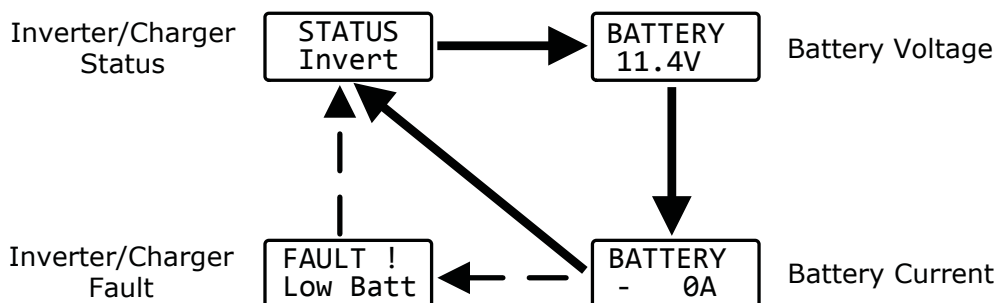 Inverter/Charger
Status
STATUS
Invert
BATTERY
11.4V
Battery Voltage
Inverter/Charger
Fault
FAULT !
Low Batt
BATTERY
- 0A
Battery Current